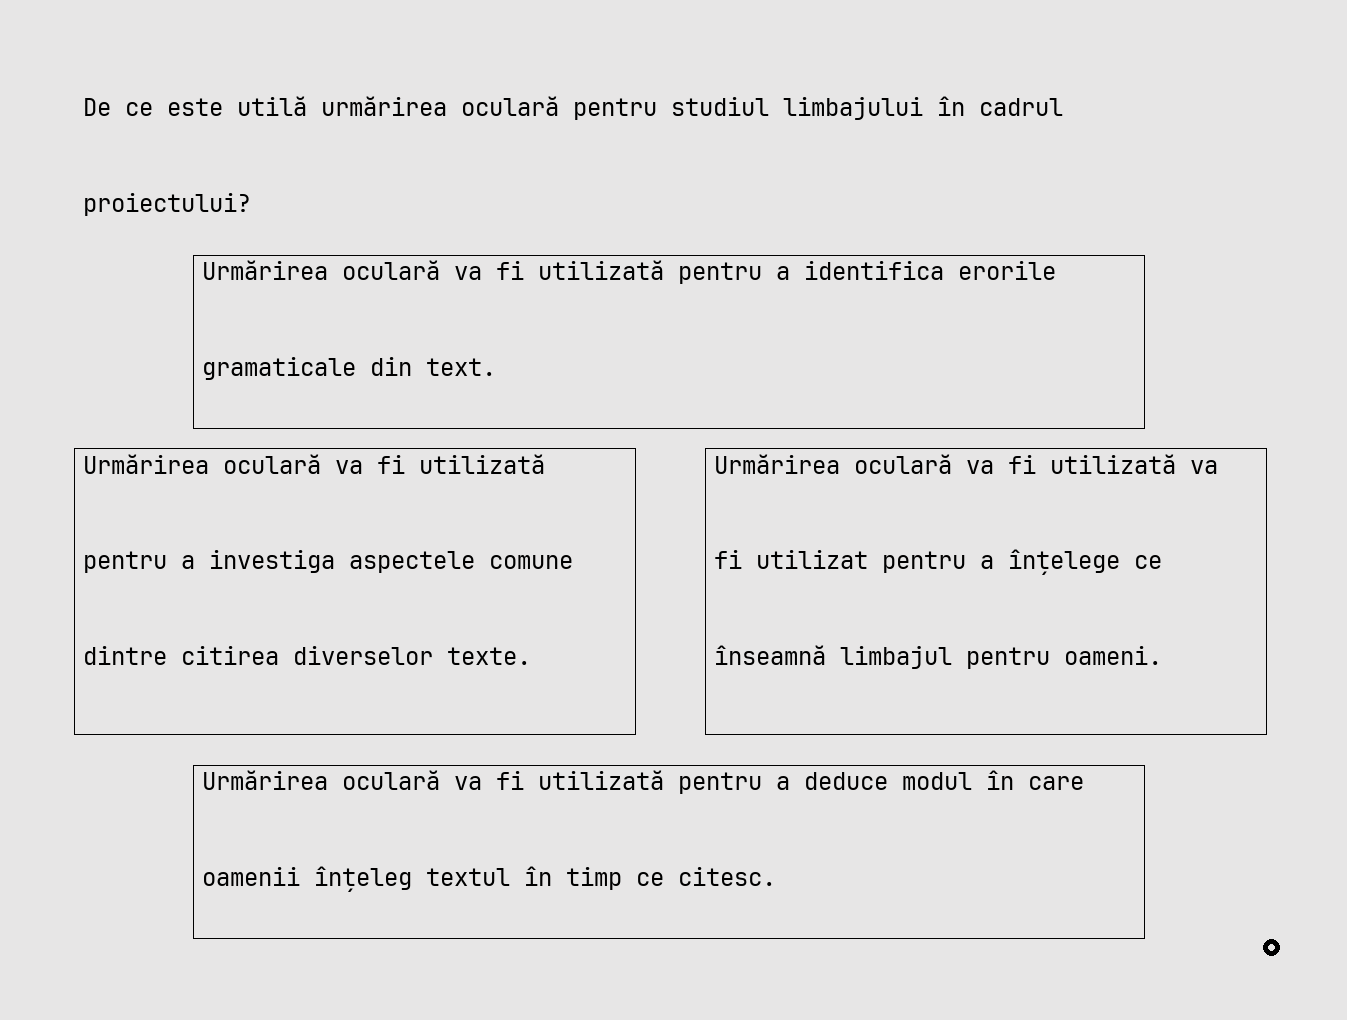 De ce este utilă urmărirea oculară pentru studiul limbajului în cadrul
proiectului?
Urmărirea oculară va fi utilizată pentru a identifica erorile
gramaticale din text.
Urmărirea oculară va fi utilizată
pentru a investiga aspectele comune
dintre citirea diverselor texte.
Urmărirea oculară va fi utilizată va
fi utilizat pentru a înțelege ce
înseamnă limbajul pentru oameni.
Urmărirea oculară va fi utilizată pentru a deduce modul în care
oamenii înțeleg textul în timp ce citesc.